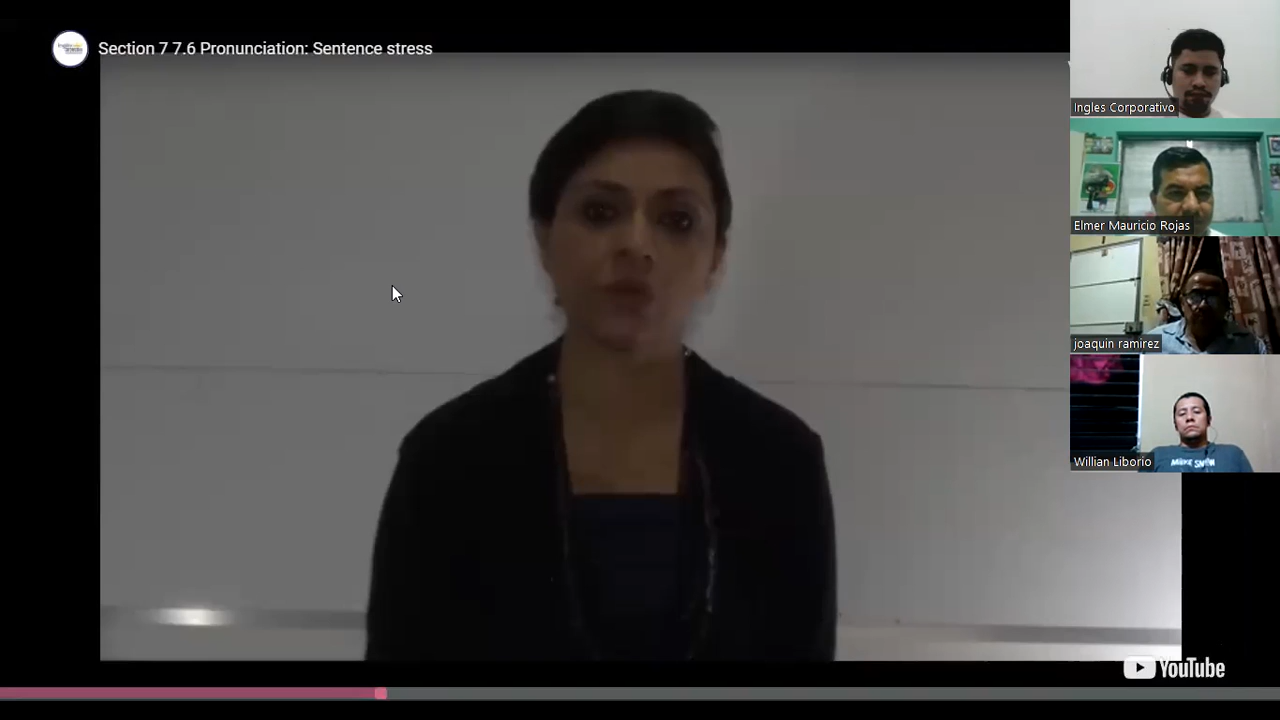 Section 7 7.6 Pronunciation: Sentence stress
Ingles Corporativo
Elmer Mauricio Rojas
joaquin ramirez
Willian Liborio
YouTube